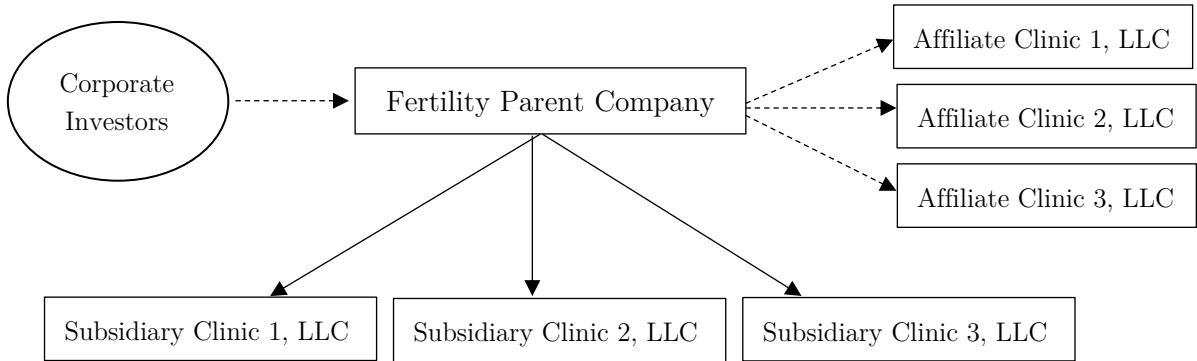 Corporate
Investors
Fertility Parent Company
Affiliate Clinic 1, LLC
Affiliate Clinic 2, LLC
Affiliate Clinic 3, LLC
Subsidiary Clinic 1, LLC
Subsidiary Clinic 2, LLC
Subsidiary Clinic 3, LLC